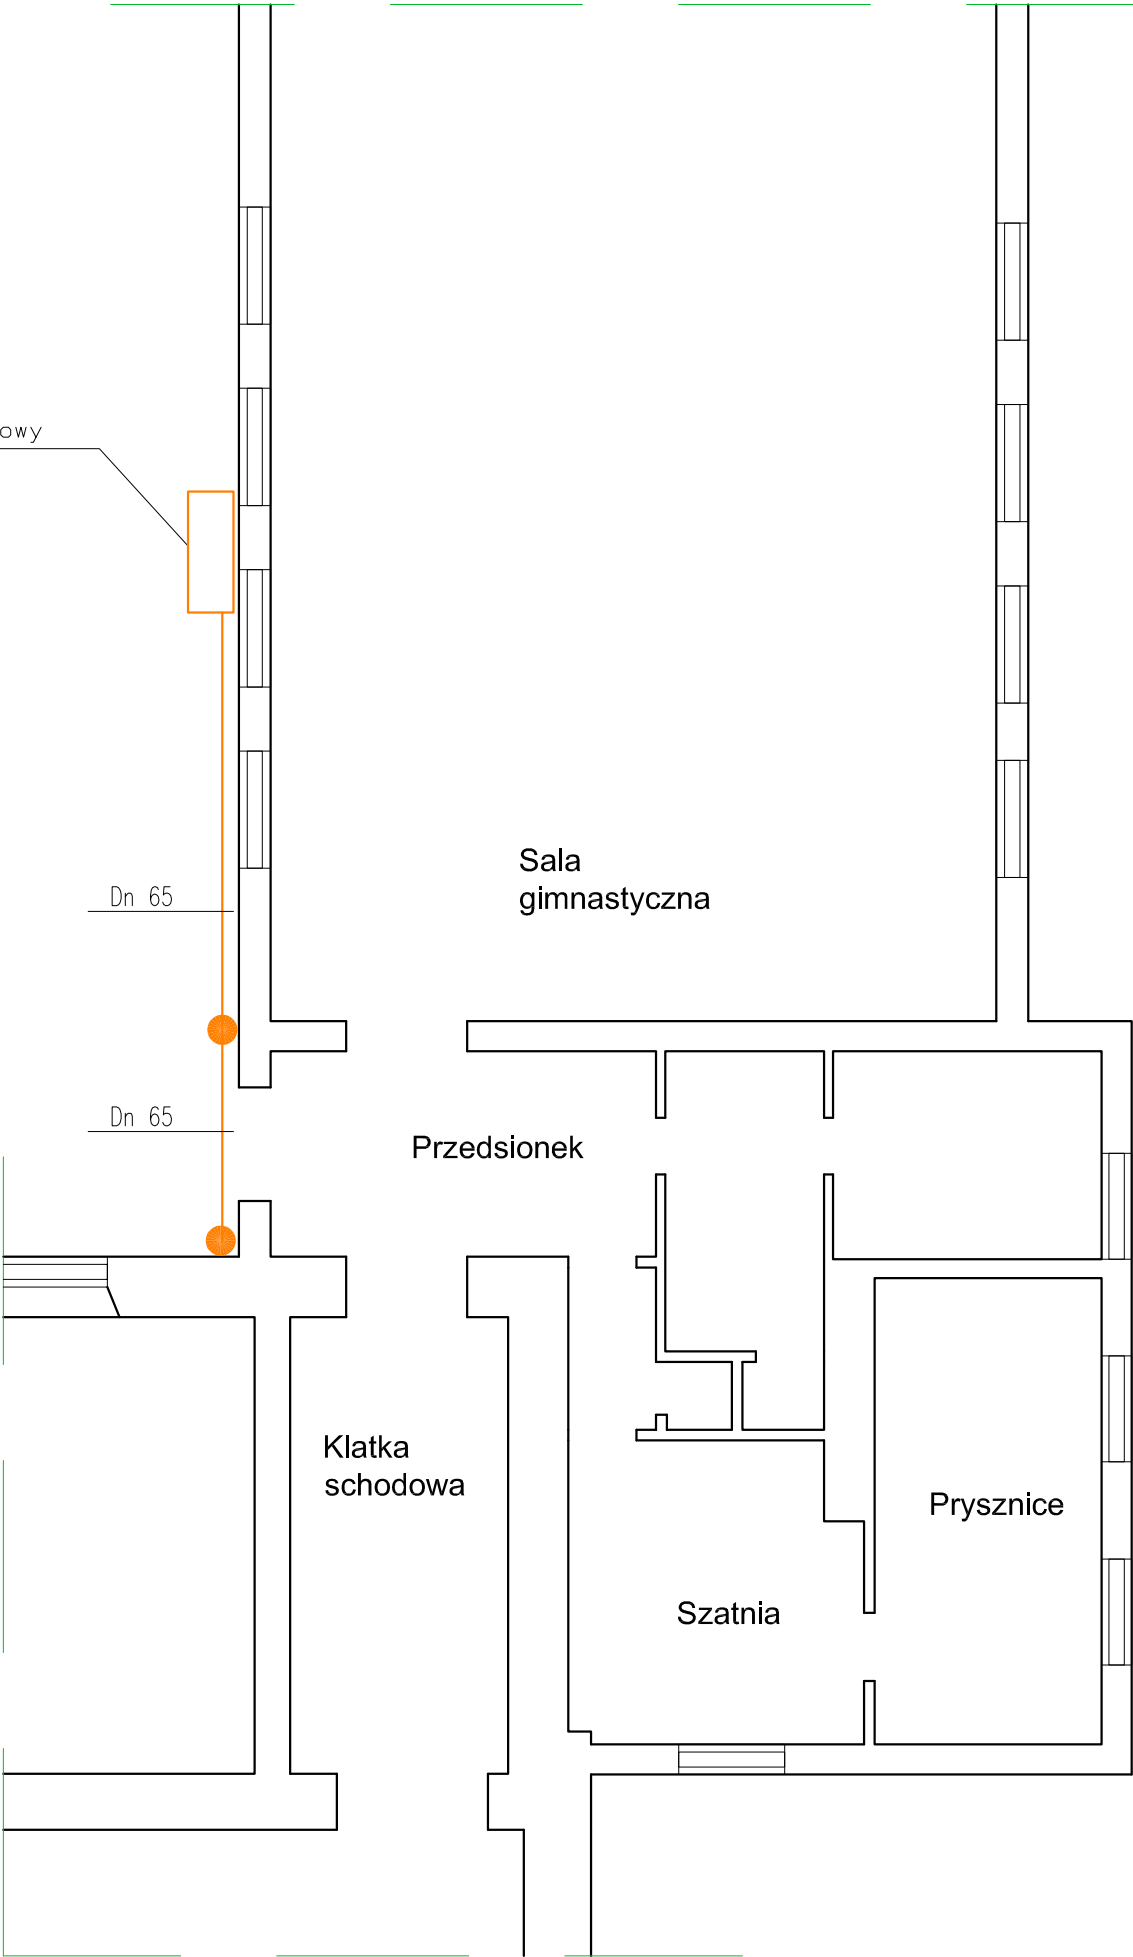 owy
Sala
gimnastyczna
Dn 65
Dn 65
Przedsionek
Klatka
schodowa
Prysznice
Szatnia